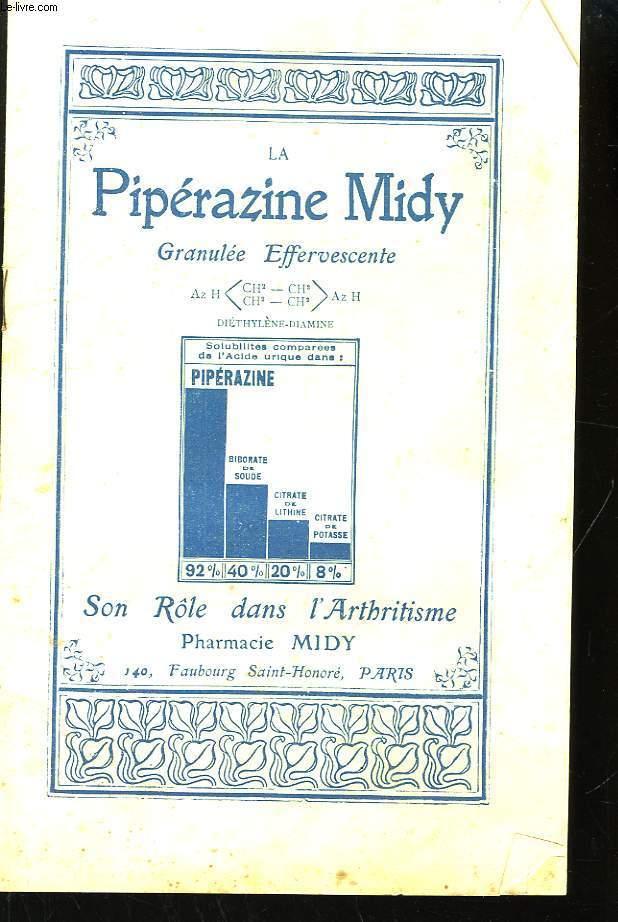 Le-livre.com
LA
Pipérazine Midy
Granulée Effervescente
Az H < CH² — CH² > Az H
CH² — CH²
DIÉTHYLÈNE-DIAMINE
Solubilités comparées
de l'Acide urique dans :
PIPÉRAZINE
BIBORATE
DE
SOUDE
CITRATE
DE
LITHINE
CITRATE
DE
POTASSE
92% 40% 20% 8%
Son Rôle dans l'Arthritisme
Pharmacie MIDY
140, Faubourg Saint-Honoré, PARIS